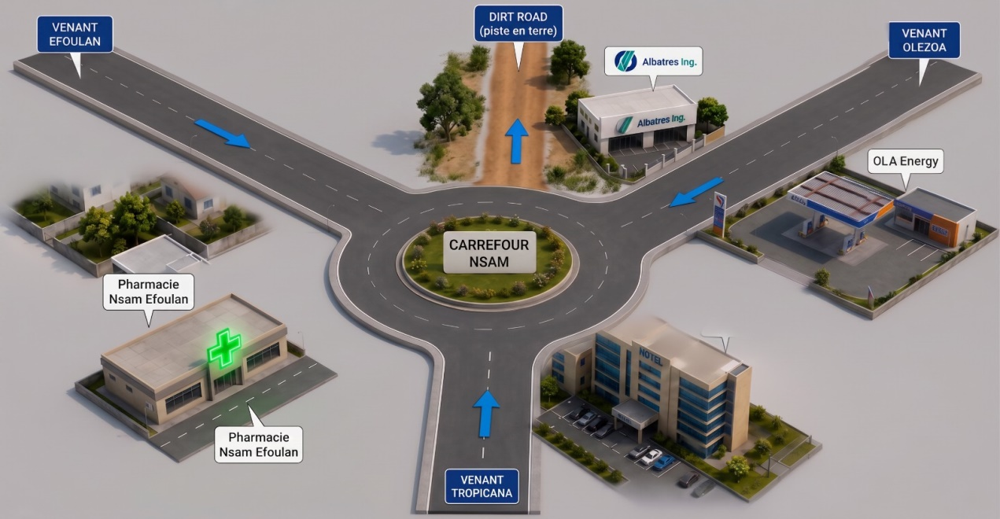 VENANT
EFOULAN
DIRT ROAD
(piste en terre)
VENANT
OLEZOA
Albatres Ing.
Albatres Ing.
OLA Energy
CARREFOUR
NSAM
Pharmacie
Nsam Efoulan
NOTEL
Pharmacie
Nsam Efoulan
VENANT
TROPICANA